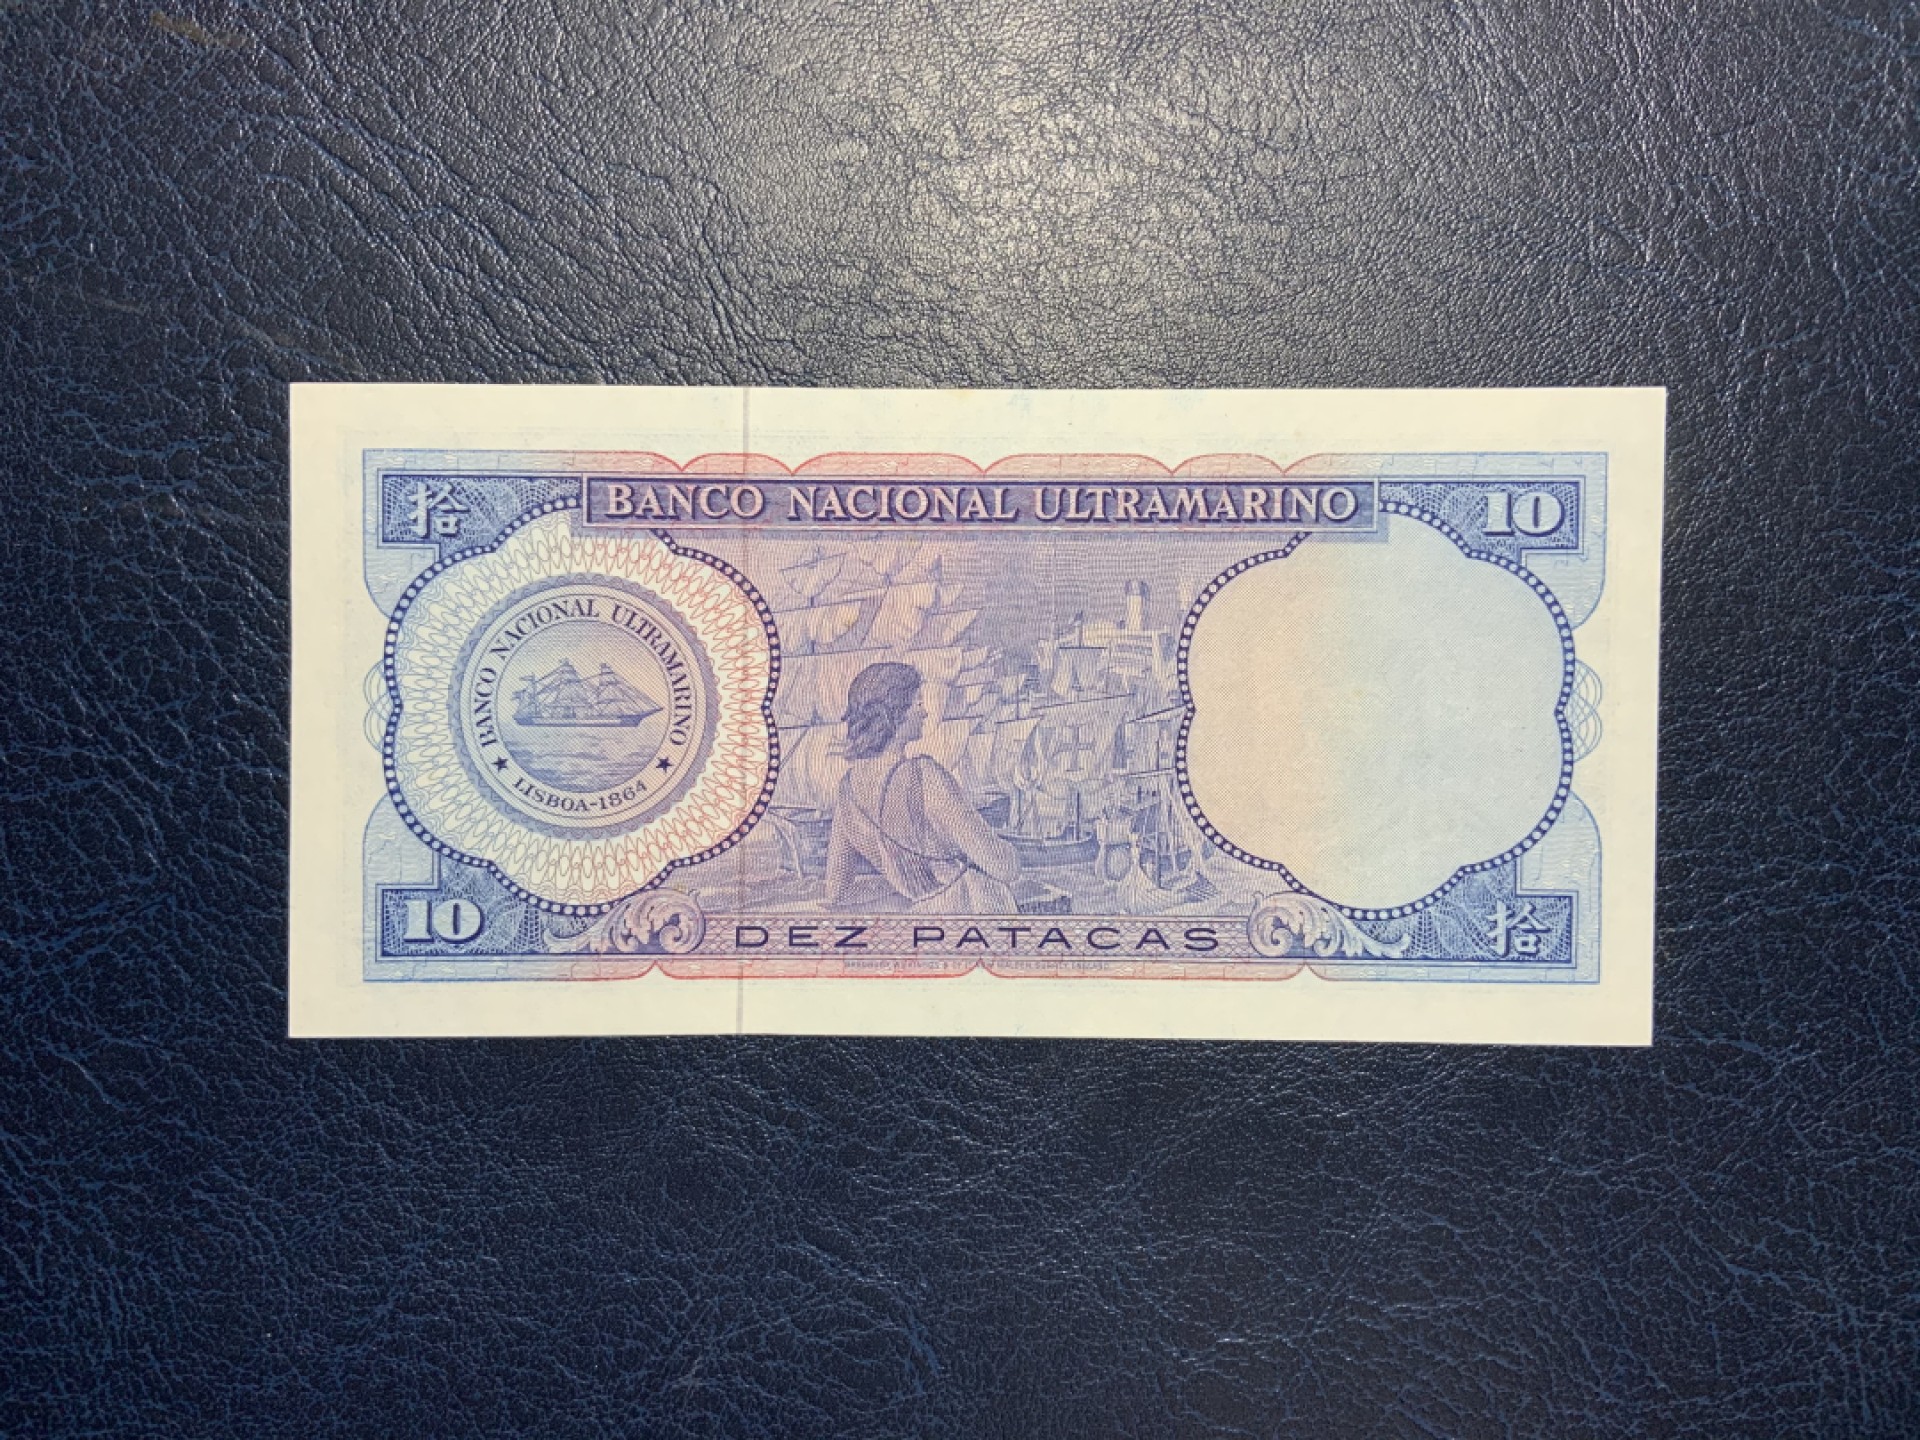 BANCO NACIONAL ULTRAMARINO
拾
10
BANCO NACIONAL ULTRAMARINO
★ LISBOA-1864 ★
10
DEZ PATACAS
拾